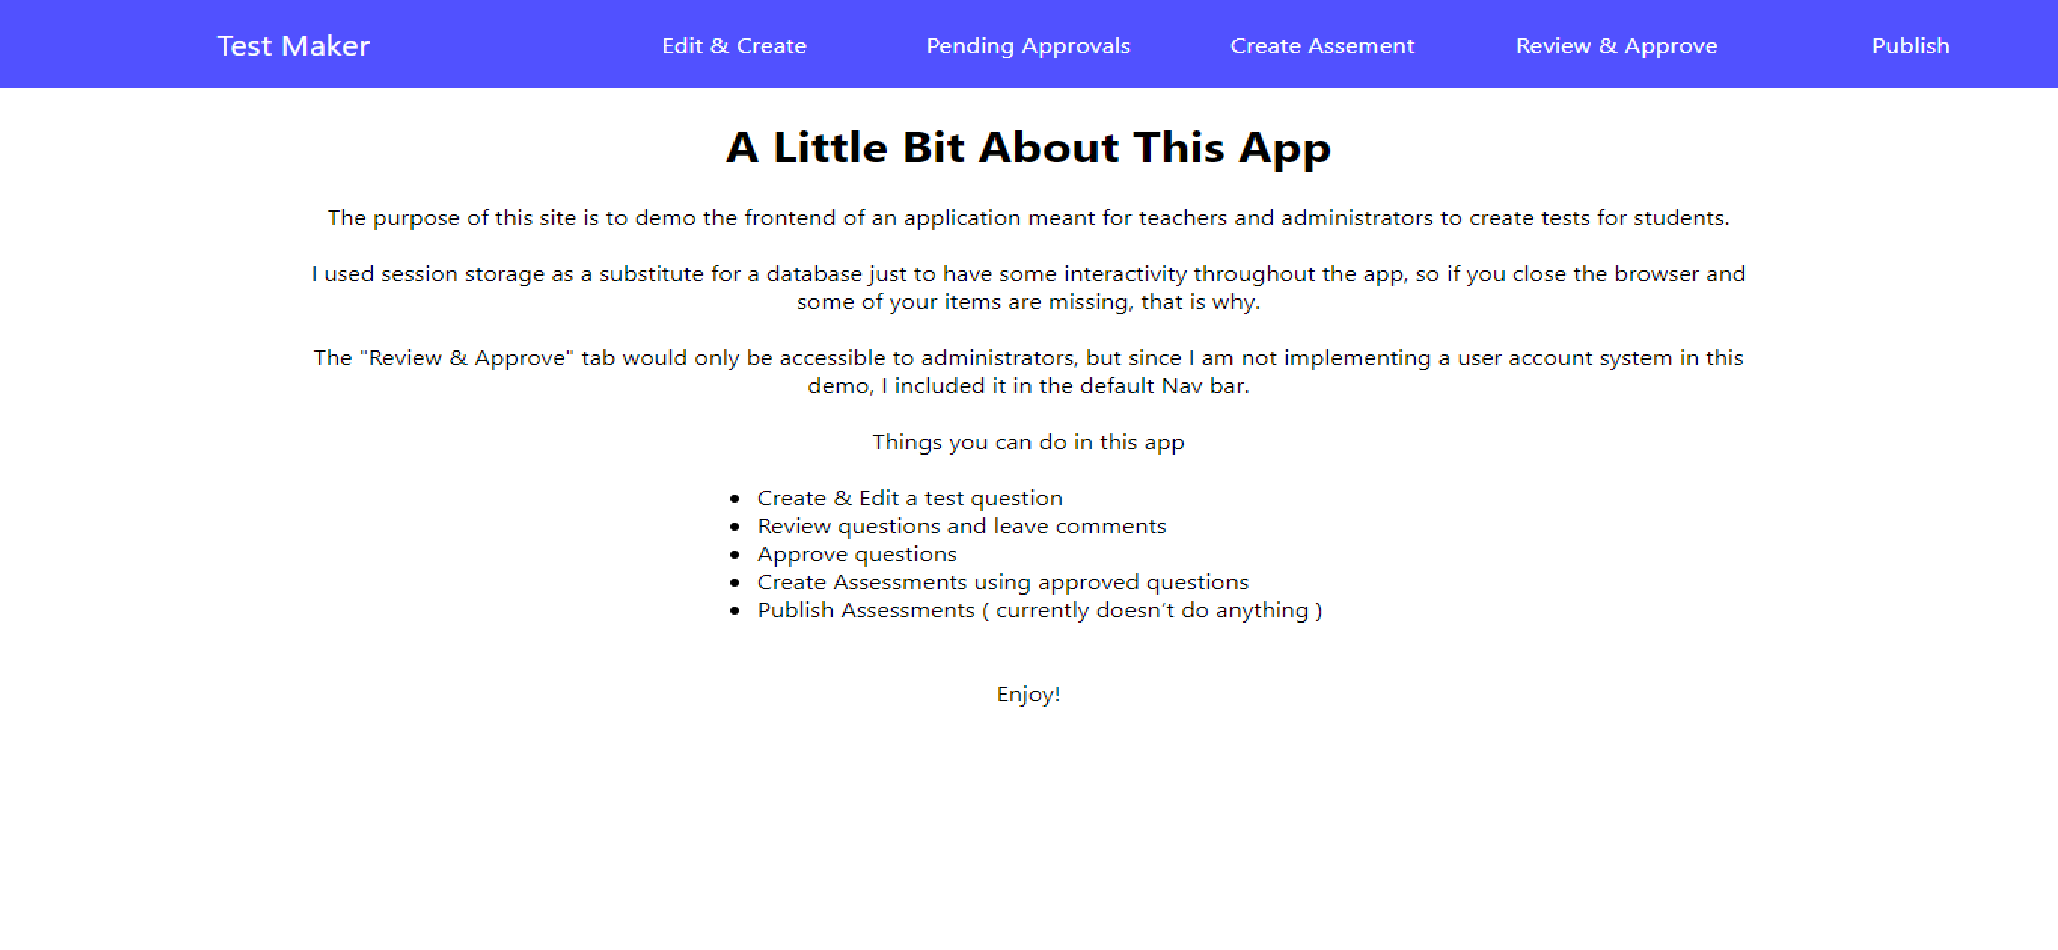 Test Maker
Edit & Create
Pending Approvals
Create Assement
Review & Approve
Publish
A Little Bit About This App
The purpose of this site is to demo the frontend of an application meant for teachers and administrators to create tests for students.
I used session storage as a substitute for a database just to have some interactivity throughout the app, so if you close the browser and
some of your items are missing, that is why.
The "Review & Approve" tab would only be accessible to administrators, but since I am not implementing a user account system in this
demo, I included it in the default Nav bar.
Things you can do in this app
• Create & Edit a test question
• Review questions and leave comments
• Approve questions
• Create Assessments using approved questions
• Publish Assessments ( currently doesn't do anything )
Enjoy!